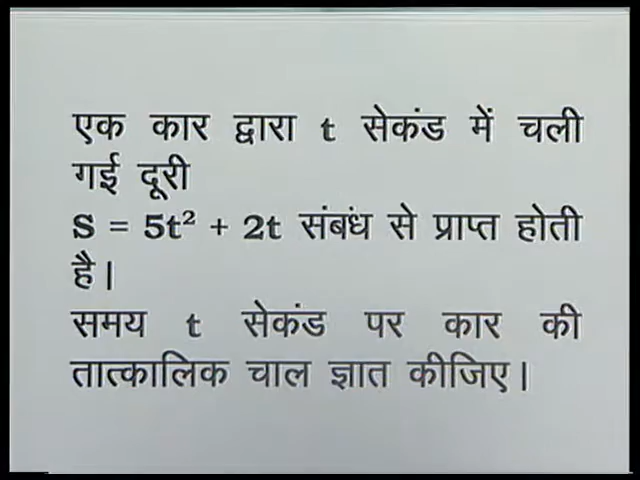 एक कार द्वारा t सेकंड में चली
गई दूरी
S = 5t² + 2t संबंध से प्राप्त होती
है।
समय t सेकंड पर कार की
तात्कालिक चाल ज्ञात कीजिए।